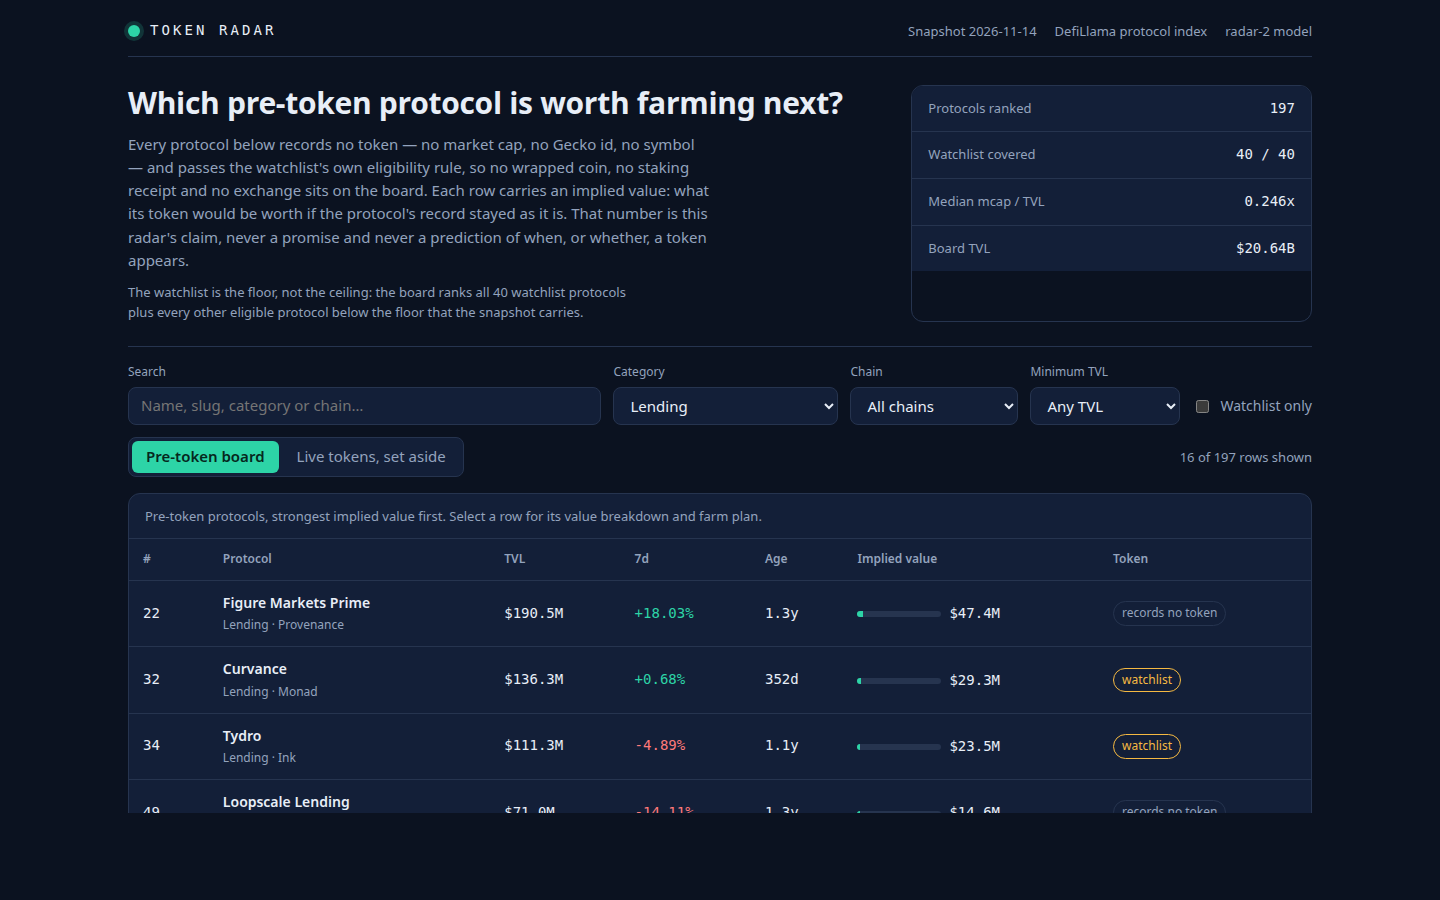 TOKEN RADAR
Snapshot 2026-11-14 DefiLlama protocol index radar-2 model
Which pre-token protocol is worth farming next?
Every protocol below records no token — no market cap, no Gecko id, no symbol
— and passes the watchlist's own eligibility rule, so no wrapped coin, no staking
receipt and no exchange sits on the board. Each row carries an implied value: what
its token would be worth if the protocol's record stayed as it is. That number is this
radar's claim, never a promise and never a prediction of when, or whether, a token
appears.
The watchlist is the floor, not the ceiling: the board ranks all 40 watchlist protocols
plus every other eligible protocol below the floor that the snapshot carries.
Protocols ranked 197
Watchlist covered 40 / 40
Median mcap / TVL 0.246x
Board TVL $20.64B
Search Category Chain Minimum TVL
Name, slug, category or chain... Lending All chains Any TVL Watchlist only
Pre-token board Live tokens, set aside 16 of 197 rows shown
Pre-token protocols, strongest implied value first. Select a row for its value breakdown and farm plan.
# Protocol TVL 7d Age Implied value Token
22 Figure Markets Prime $190.5M +18.03% 1.3y $47.4M records no token
Lending · Provenance
32 Curvance $136.3M +0.68% 352d $29.3M watchlist
Lending · Monad
34 Tydro $111.3M -4.89% 1.1y $23.5M watchlist
Lending · Ink
49 Loopscale Lending $71.0M -14.11% 1.3y $14.6M records no token